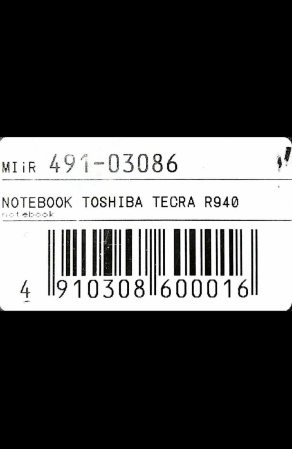 MIiR 491-03086
NOTEBOOK TOSHIBA TECRA R940
notebook
4 910308 600016